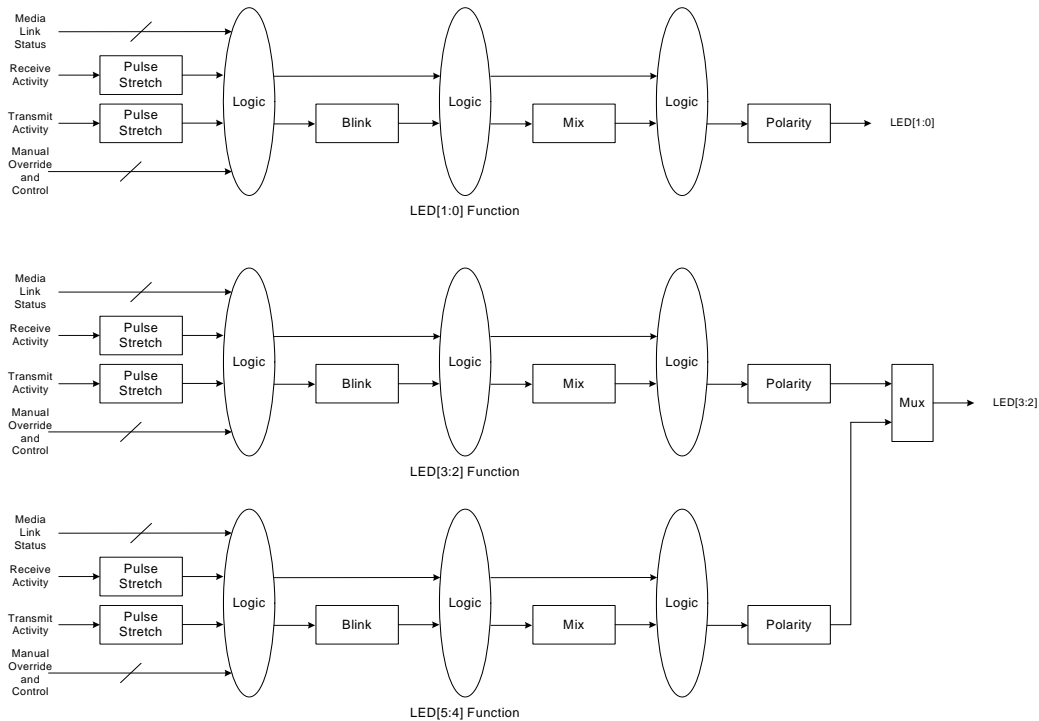 Media
Link
Status
Receive
Activity
Pulse
Stretch
Transmit
Activity
Pulse
Stretch
Manual
Override
and
Control
Logic
Blink
Logic
Mix
Logic
Polarity
LED[1:0]
LED[1:0] Function
Media
Link
Status
Receive
Activity
Pulse
Stretch
Transmit
Activity
Pulse
Stretch
Manual
Override
and
Control
Logic
Blink
Logic
Mix
Logic
Polarity
Mux
LED[3:2]
LED[3:2] Function
Media
Link
Status
Receive
Activity
Pulse
Stretch
Transmit
Activity
Pulse
Stretch
Manual
Override
and
Control
Logic
Blink
Logic
Mix
Logic
Polarity
LED[5:4] Function